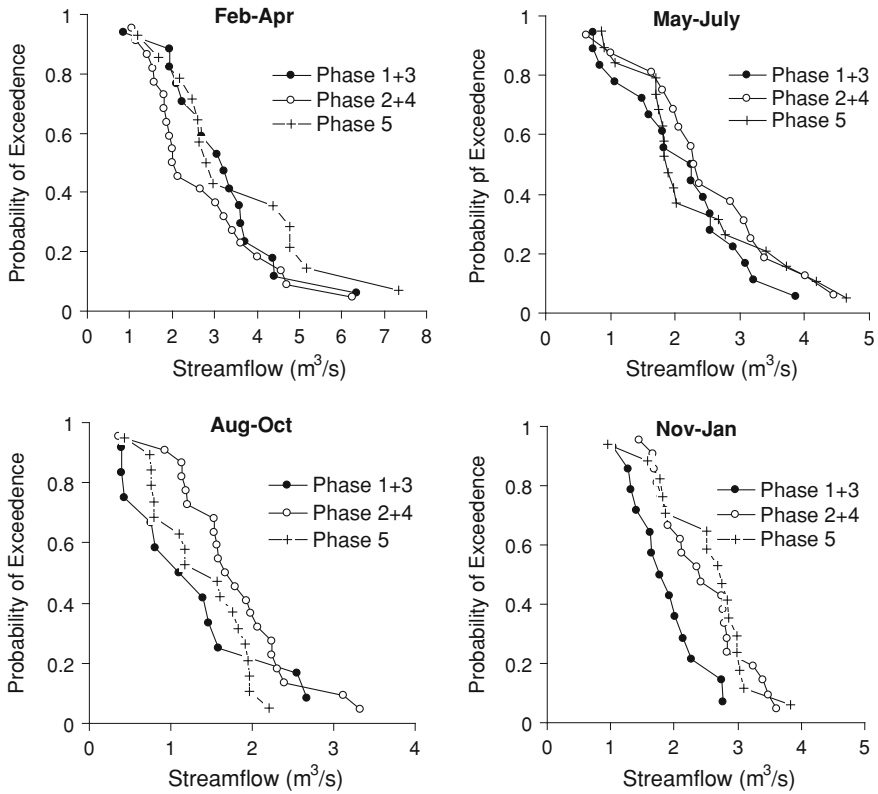 Feb-Apr
Probability of Exceedence
1
0.8
0.6
0.4
0.2
0
Phase 1+3
Phase 2+4
Phase 5
0 1 2 3 4 5 6 7 8
Streamflow (m³/s)
May-July
Probability pf Exceedence
1
0.8
0.6
0.4
0.2
0
Phase 1+3
Phase 2+4
Phase 5
0 1 2 3 4 5
Streamflow (m³/s)
Aug-Oct
Probability of Exceedence
1
0.8
0.6
0.4
0.2
0
Phase 1+3
Phase 2+4
Phase 5
0 1 2 3 4
Streamflow (m³/s)
Nov-Jan
Probability of Exceedence
1
0.8
0.6
0.4
0.2
0
Phase 1+3
Phase 2+4
Phase 5
0 1 2 3 4 5
Streamflow (m³/s)